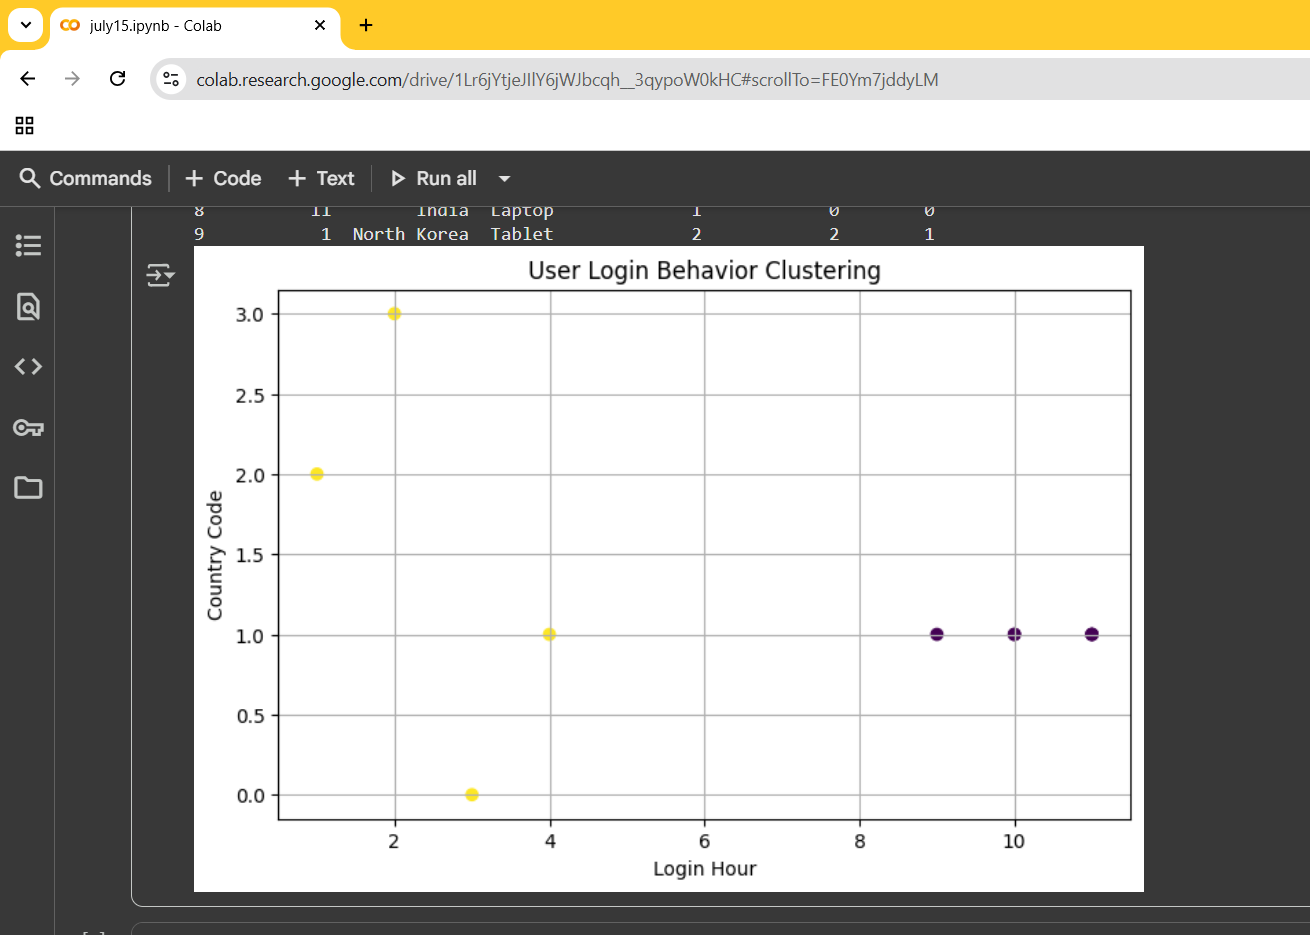 july15.ipynb - Colab
colab.research.google.com/drive/1Lr6jYtjeJIlY6jWJbcqh__3qypoW0kHC#scrollTo=FE0Ym7jddyLM
Commands + Code + Text Run all
8 11 India Laptop 1 0 0
9 1 North Korea Tablet 2 2 1
User Login Behavior Clustering
3.0
2.5
2.0
1.5
1.0
0.5
0.0
Country Code
2 4 6 8 10
Login Hour